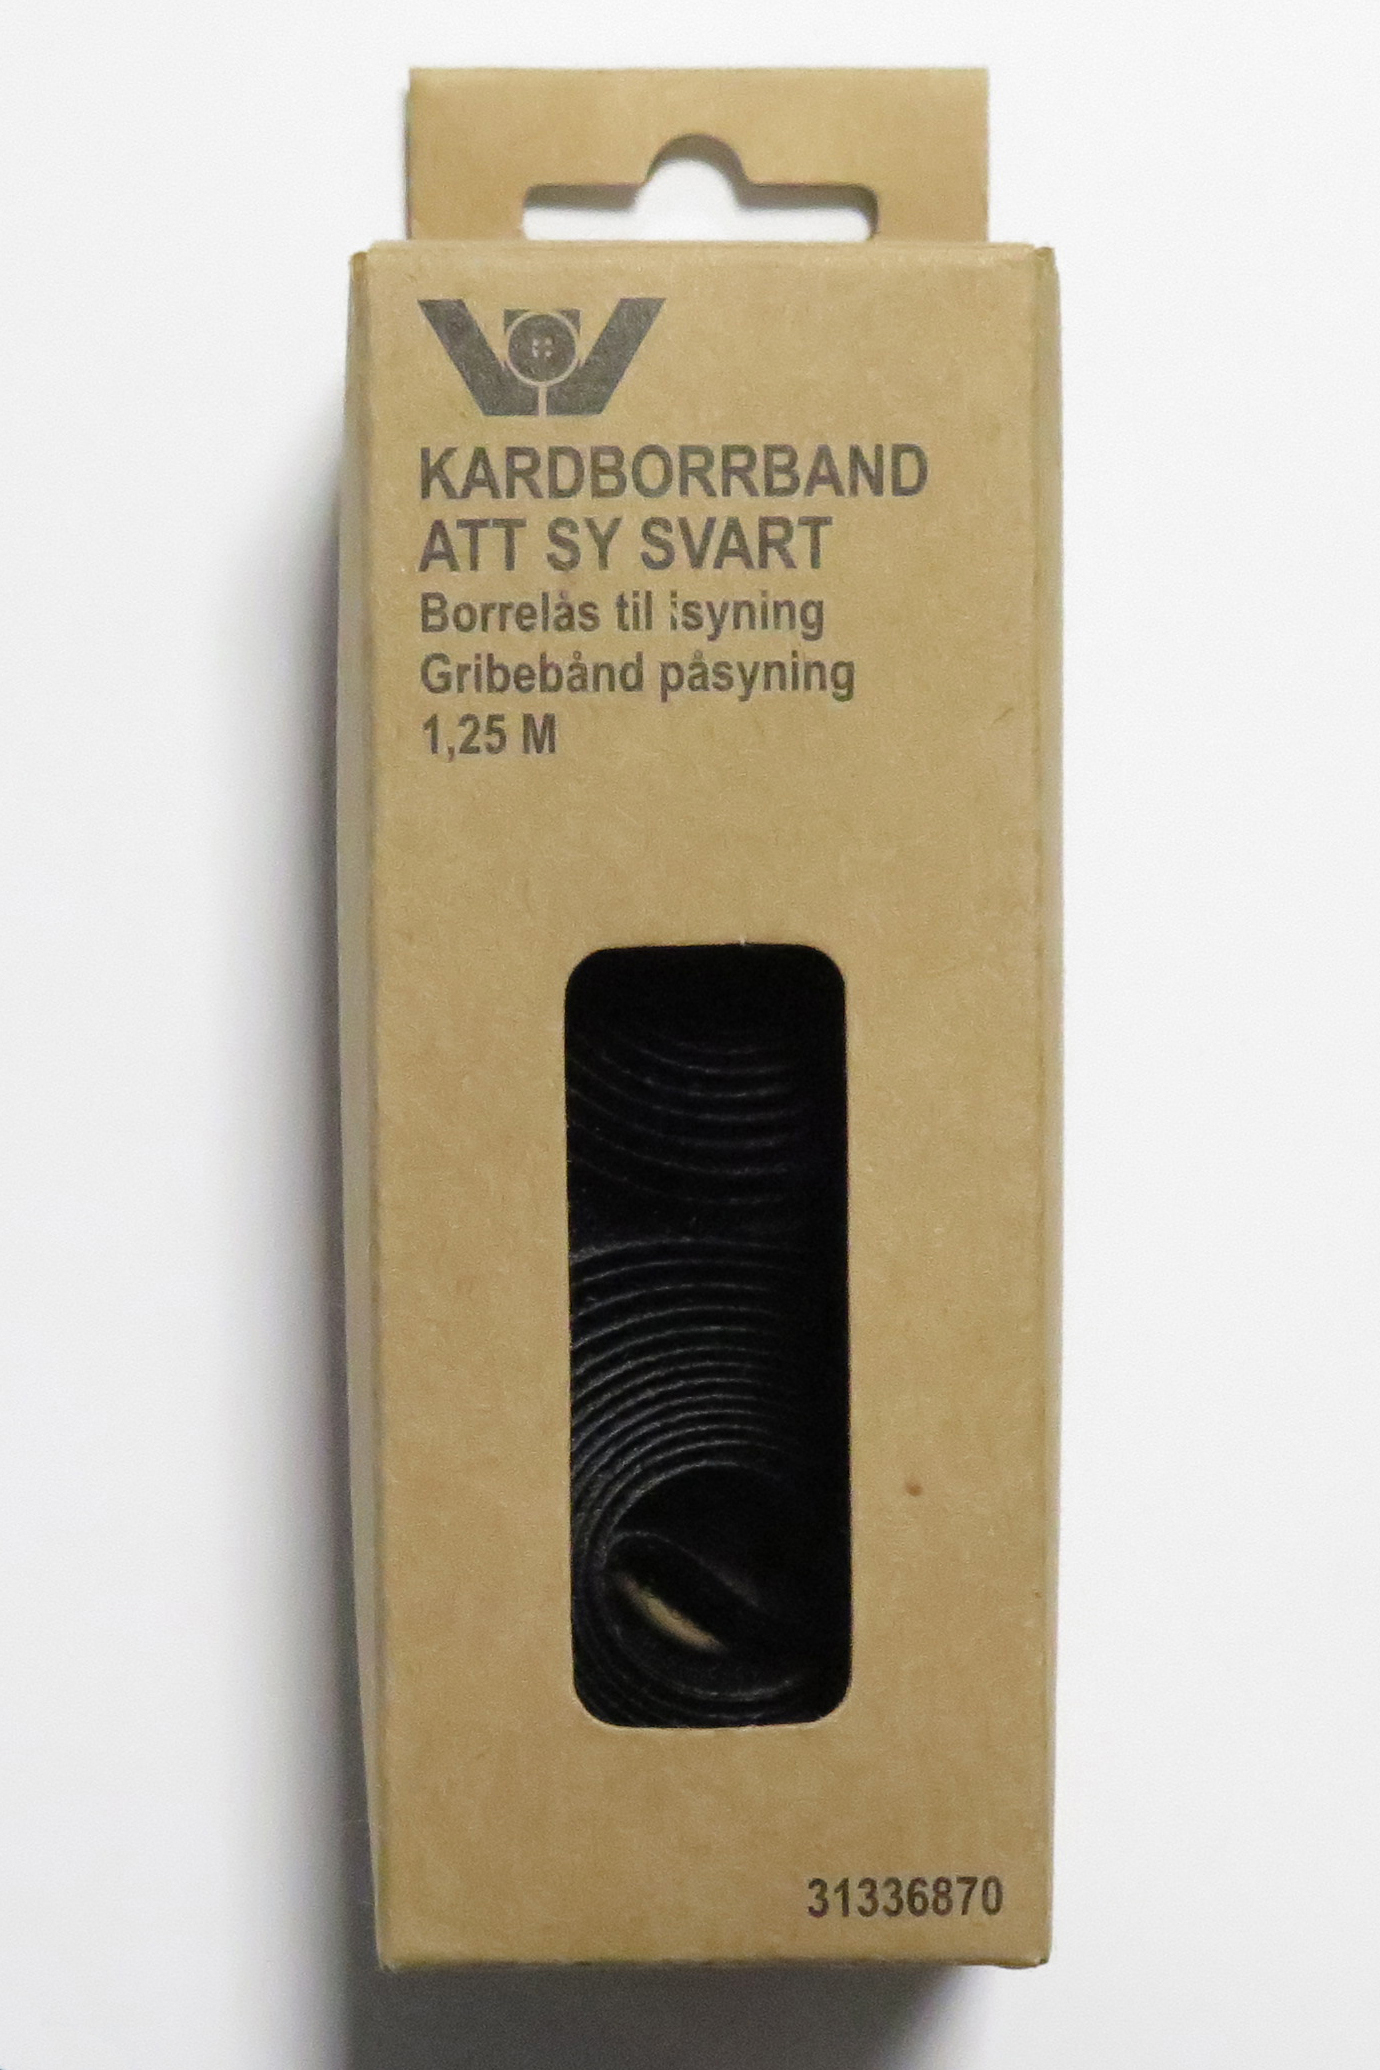 KARDBORRBAND
ATT SY SVART
Borrelås til isyning
Gribebånd påsyning
1,25 M
31336870